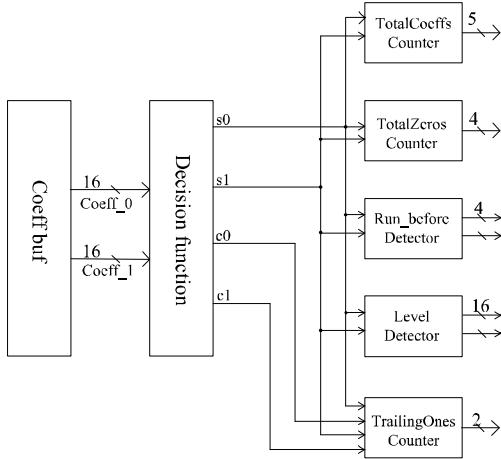 Coeff buf
16
Coeff_0
16
Coeff_1
Decision function
s0
s1
c0
c1
TotalCoeffs
Counter
5
TotalZeros
Counter
4
Run_before
Detector
4
Level
Detector
16
TrailingOnes
Counter
2